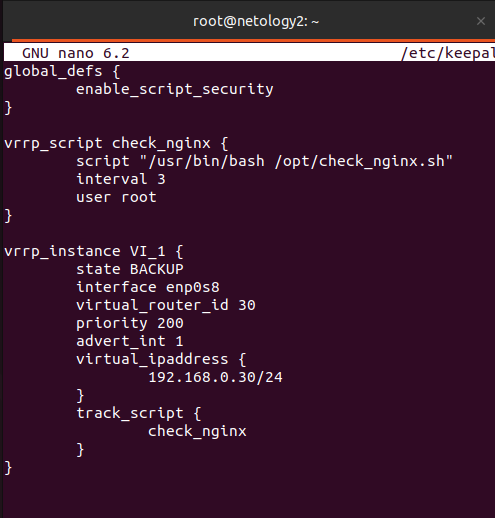 root@netology2: ~
GNU nano 6.2 /etc/keepal
global_defs {
enable_script_security
}
vrrp_script check_nginx {
script "/usr/bin/bash /opt/check_nginx.sh"
interval 3
user root
}
vrrp_instance VI_1 {
state BACKUP
interface enp0s8
virtual_router_id 30
priority 200
advert_int 1
virtual_ipaddress {
192.168.0.30/24
}
track_script {
check_nginx
}
}